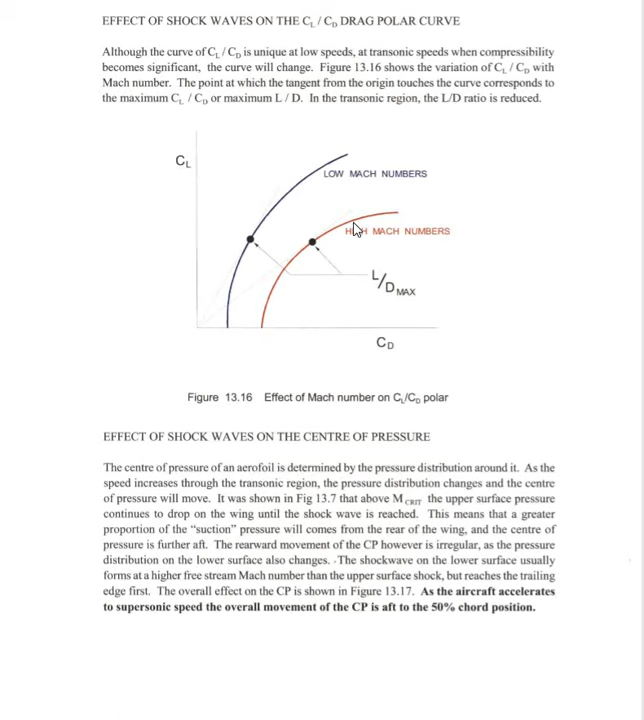 EFFECT OF SHOCK WAVES ON THE CL / CD DRAG POLAR CURVE
Although the curve of CL / CD is unique at low speeds, at transonic speeds when compressibility
becomes significant, the curve will change. Figure 13.16 shows the variation of CL / CD with
Mach number. The point at which the tangent from the origin touches the curve corresponds to
the maximum CL / CD or maximum L / D. In the transonic region, the L/D ratio is reduced.
CL
LOW MACH NUMBERS
MACH NUMBERS
L/D MAX
CD
Figure 13.16 Effect of Mach number on CL/CD polar
EFFECT OF SHOCK WAVES ON THE CENTRE OF PRESSURE
The centre of pressure of an aerofoil is determined by the pressure distribution around it. As the
speed increases through the transonic region, the pressure distribution changes and the centre
of pressure will move. It was shown in Fig 13.7 that above M CRIT the upper surface pressure
continues to drop on the wing until the shock wave is reached. This means that a greater
proportion of the “suction” pressure will comes from the rear of the wing, and the centre of
pressure is further aft. The rearward movement of the CP however is irregular, as the pressure
distribution on the lower surface also changes. The shockwave on the lower surface usually
forms at a higher free stream Mach number than the upper surface shock, but reaches the trailing
edge first. The overall effect on the CP is shown in Figure 13.17. As the aircraft accelerates
to supersonic speed the overall movement of the CP is aft to the 50% chord position.